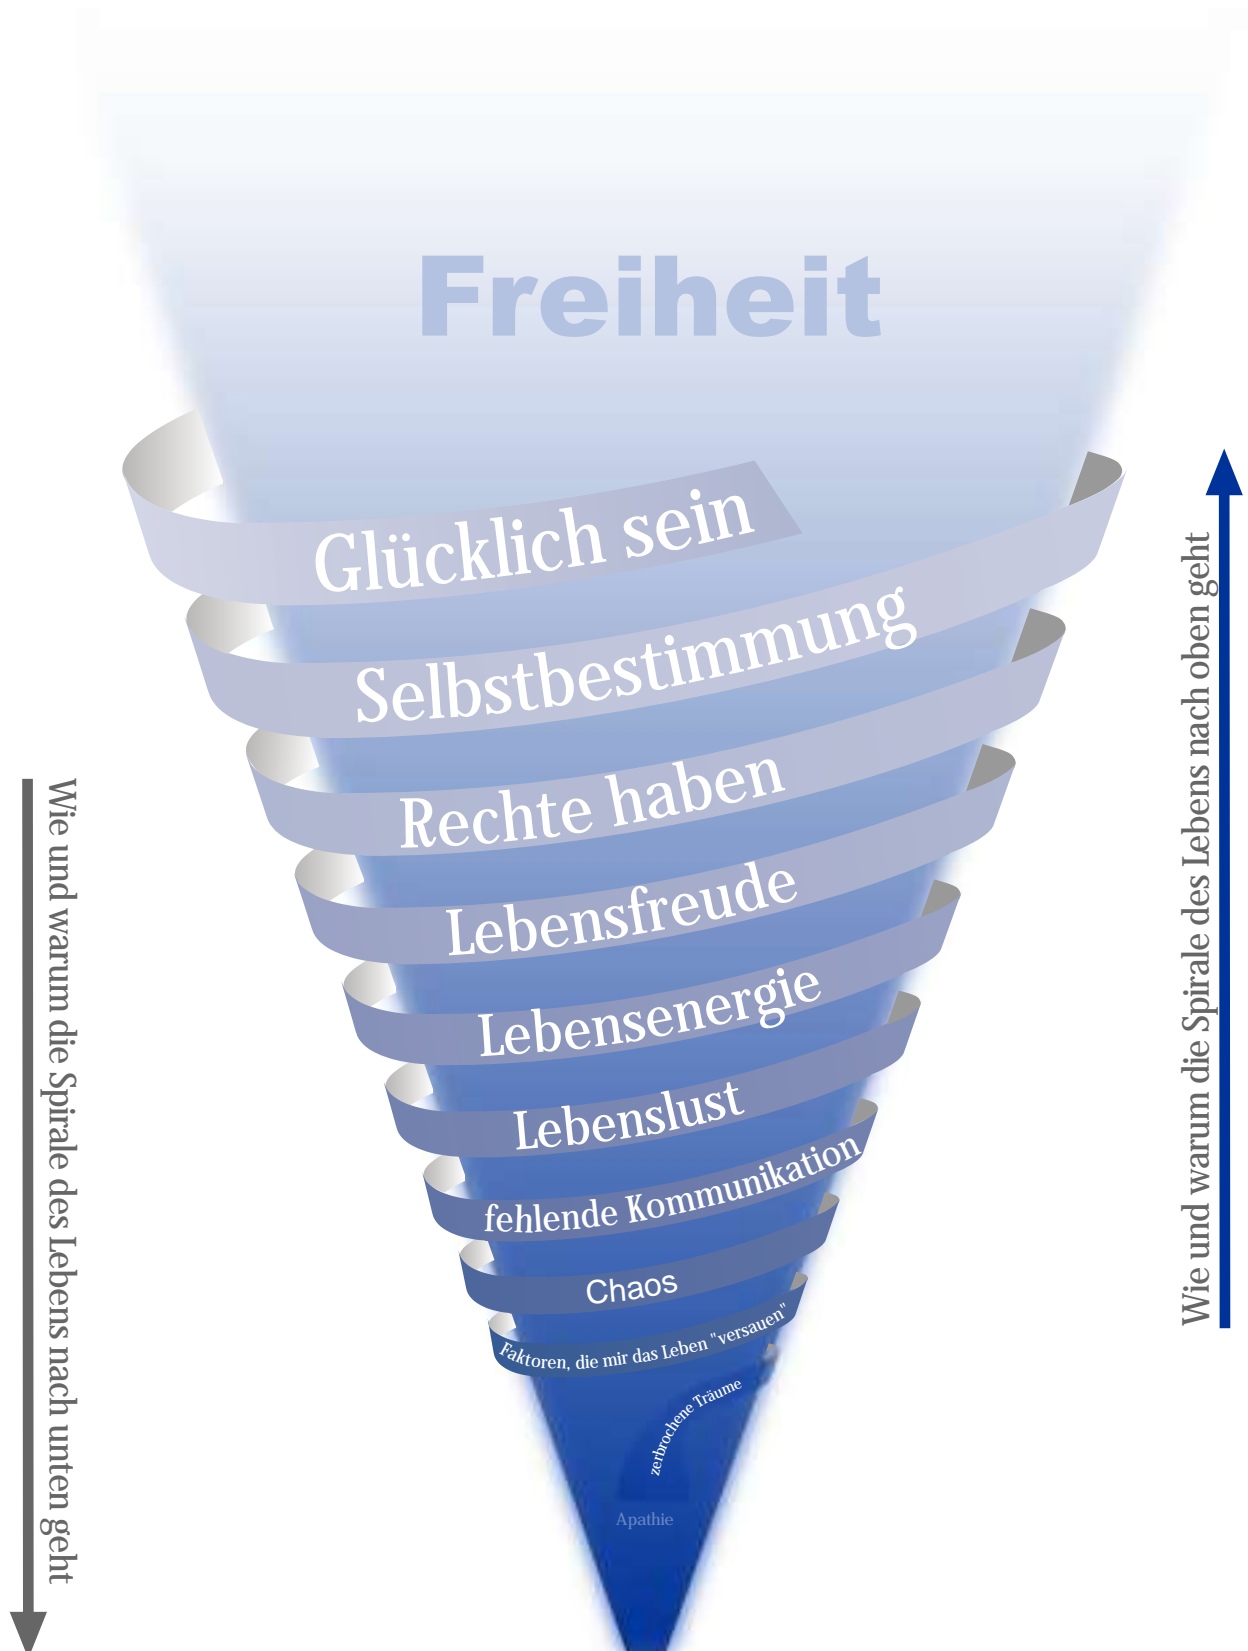 Freiheit
Glücklich sein
Selbstbestimmung
Rechte haben
Lebensfreude
Lebensenergie
Lebenslust
fehlende Kommunikation
Chaos
Faktoren, die mir das Leben "versauen"
zerbrochene Träume
Apathie
Wie und warum die Spirale des Lebens nach unten geht
Wie und warum die Spirale des Lebens nach oben geht